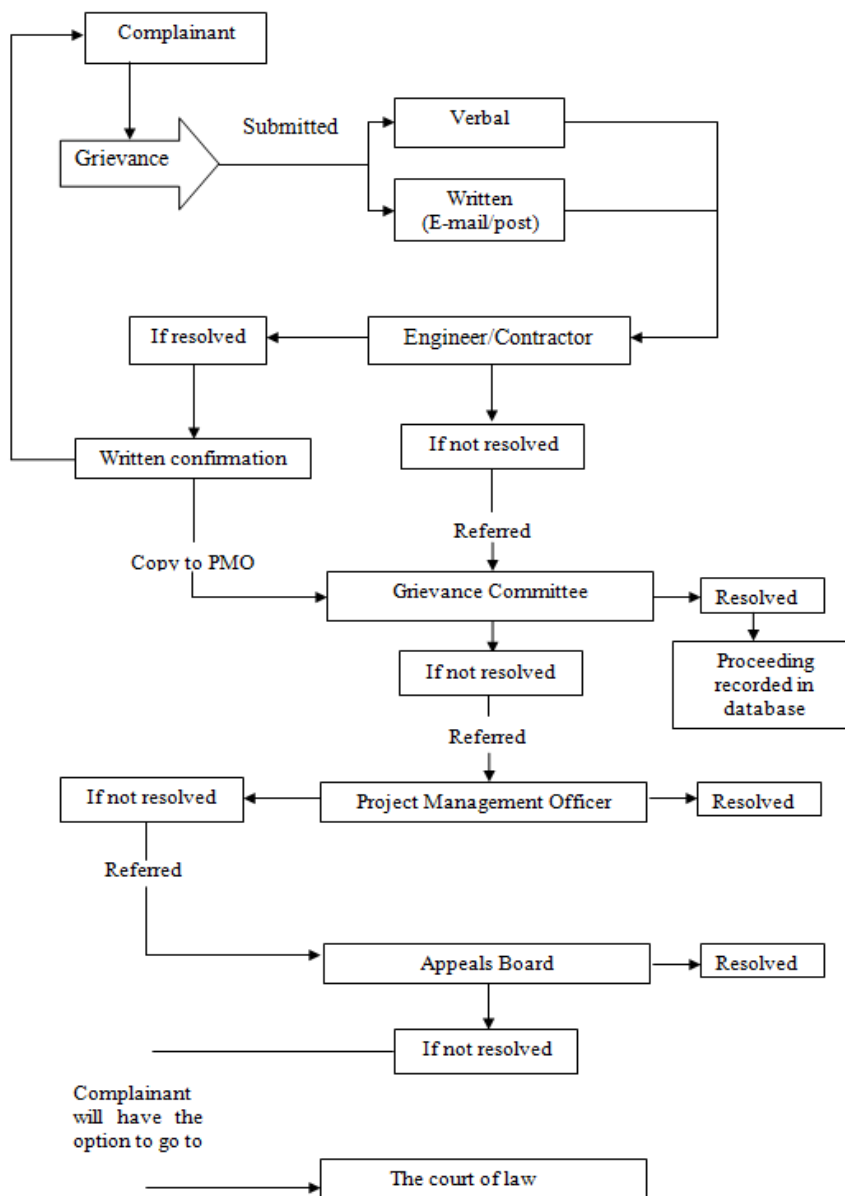 Complainant
Grievance
Submitted
Verbal
Written
(E-mail/post)
Engineer/Contractor
If resolved
Written confirmation
If not resolved
Referred
Copy to PMO
Grievance Committee
Resolved
Proceeding
recorded in
database
If not resolved
Referred
Project Management Officer
Resolved
If not resolved
Referred
Appeals Board
Resolved
If not resolved
Complainant
will have the
option to go to
The court of law